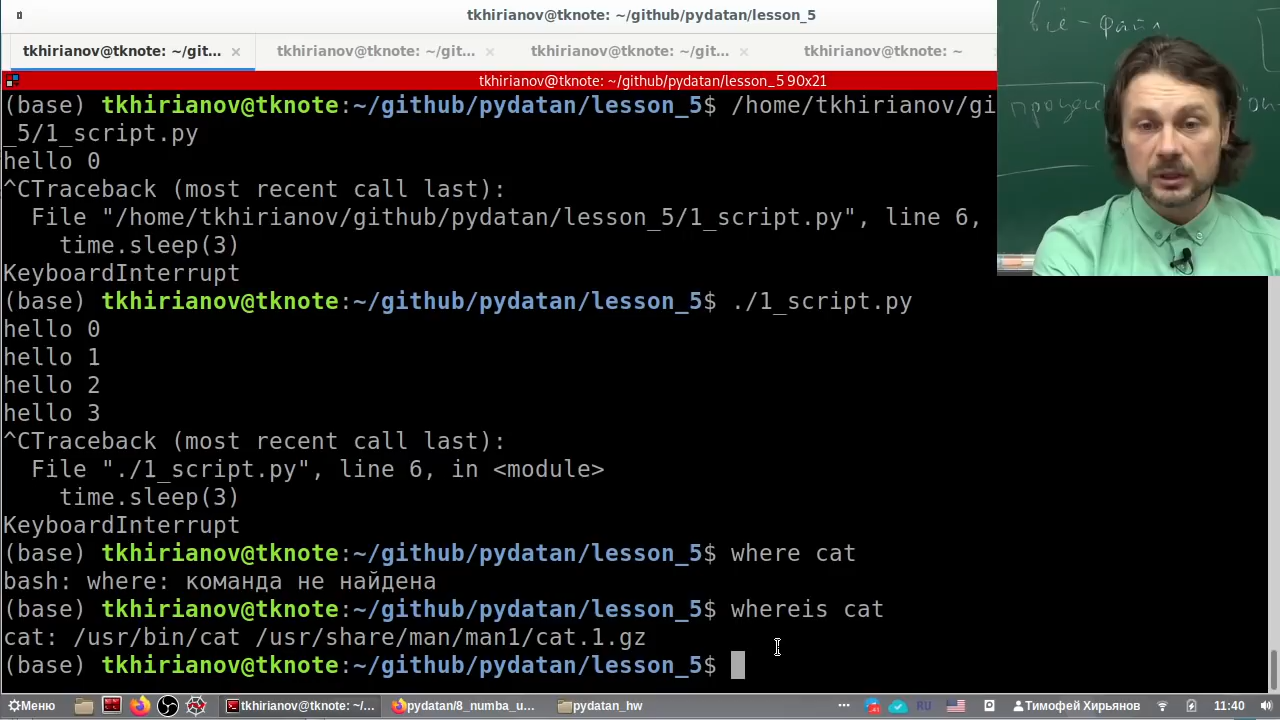 tkhirianov@tknote: ~/github/pydatan/lesson_5
tkhirianov@tknote: ~/git... × tkhirianov@tknote: ~/git... × tkhirianov@tknote: ~/git... × tkhirianov@tknote: ~
tkhirianov@tknote: ~/github/pydatan/lesson_5 90x21
(base) tkhirianov@tknote:~/github/pydatan/lesson_5$ /home/tkhirianov/gi
_5/1_script.py
hello 0
^CTraceback (most recent call last):
  File "/home/tkhirianov/github/pydatan/lesson_5/1_script.py", line 6,
    time.sleep(3)
KeyboardInterrupt
(base) tkhirianov@tknote:~/github/pydatan/lesson_5$ ./1_script.py
hello 0
hello 1
hello 2
hello 3
^CTraceback (most recent call last):
  File "./1_script.py", line 6, in <module>
    time.sleep(3)
KeyboardInterrupt
(base) tkhirianov@tknote:~/github/pydatan/lesson_5$ where cat
bash: where: команда не найдена
(base) tkhirianov@tknote:~/github/pydatan/lesson_5$ whereis cat
cat: /usr/bin/cat /usr/share/man/man1/cat.1.gz
(base) tkhirianov@tknote:~/github/pydatan/lesson_5$
всё - файл
Меню tkhirianov@tknote: ~/... pydatan/8_numba_u... pydatan_hw ... RU Тимофей Хирьянов 11:40